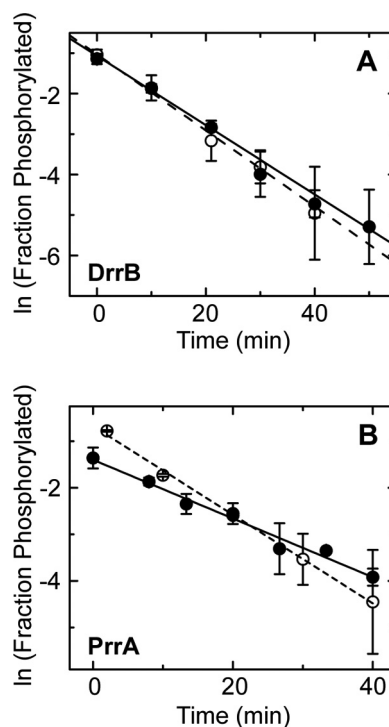 A
ln (Fraction Phosphorylated)
-2
-4
-6
DrrB
0
20
40
Time (min)
B
ln (Fraction Phosphorylated)
-2
-4
PrrA
0
20
40
Time (min)